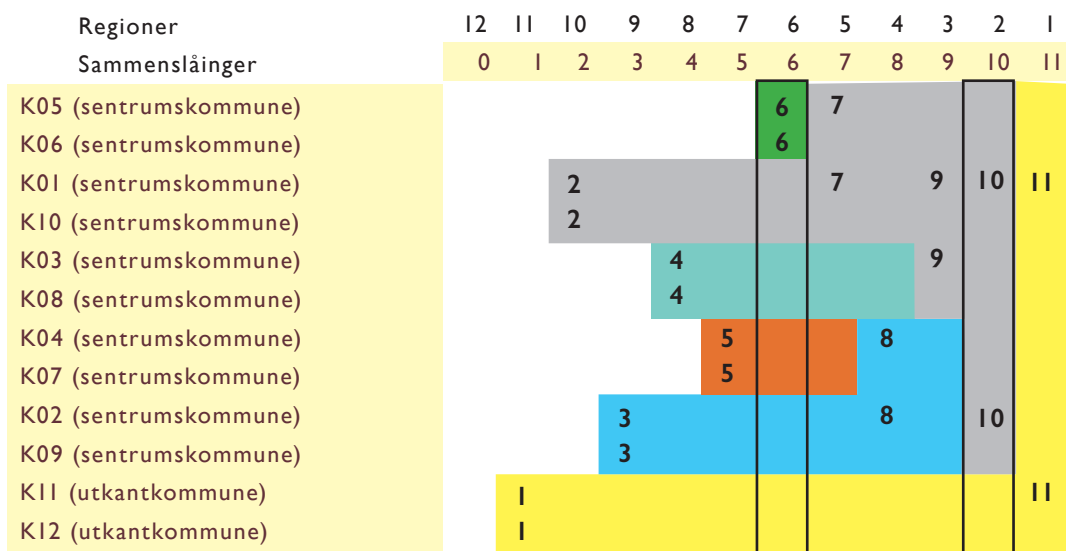 Regioner 12 11 10 9 8 7 6 5 4 3 2 1
Sammenslåinger 0 1 2 3 4 5 6 7 8 9 10 11
K05 (sentrumskommune) 6 7
K06 (sentrumskommune) 6
K01 (sentrumskommune) 2 7 9 10 11
K10 (sentrumskommune) 2
K03 (sentrumskommune) 4 9
K08 (sentrumskommune) 4
K04 (sentrumskommune) 5 8
K07 (sentrumskommune) 5
K02 (sentrumskommune) 3 8 10
K09 (sentrumskommune) 3
K11 (utkantkommune) 1 11
K12 (utkantkommune) 1